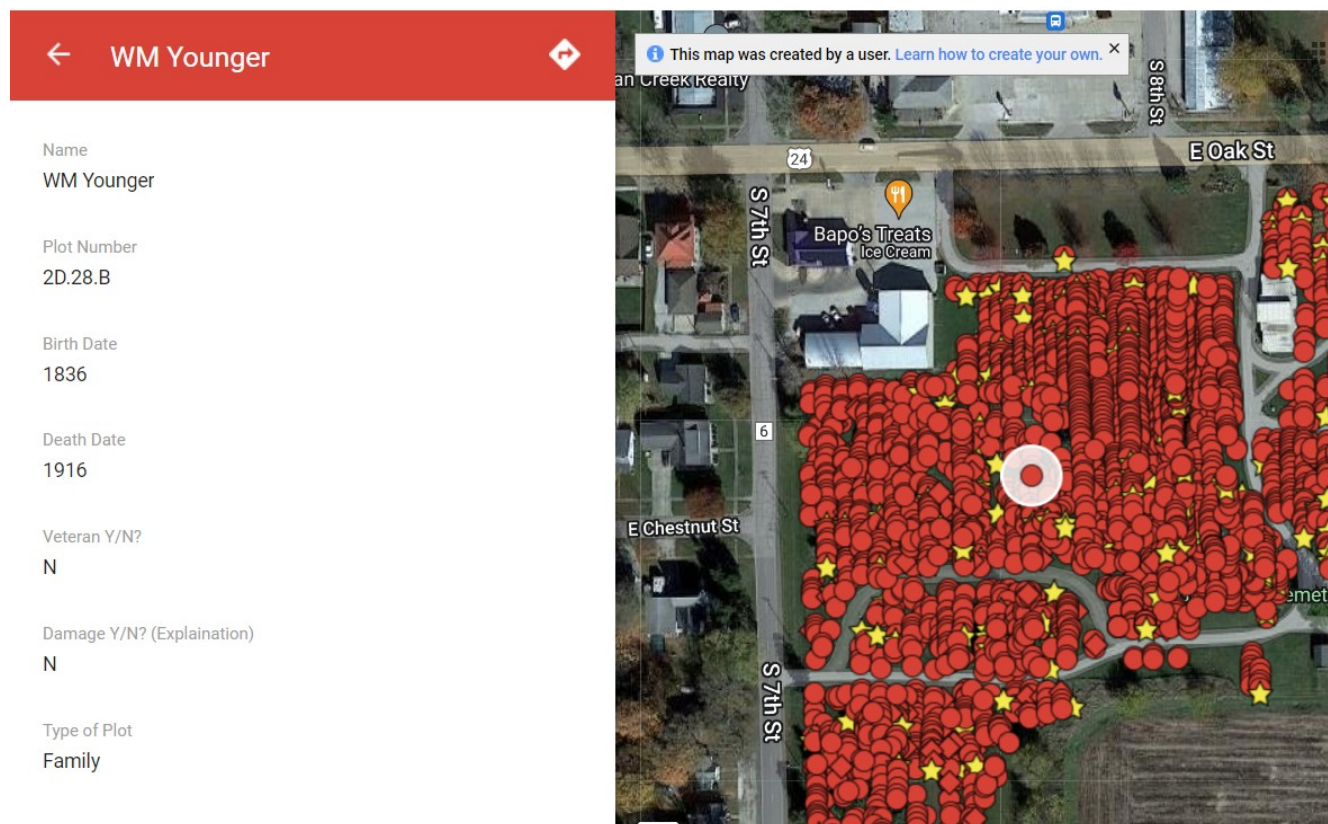 WM Younger
Name
WM Younger
Plot Number
2D.28.B
Birth Date
1836
Death Date
1916
Veteran Y/N?
N
Damage Y/N? (Explaination)
N
Type of Plot
Family
This map was created by a user. Learn how to create your own.
Creek Realty
S 8th St
24
E Oak St
S 7th St
Bapo's Treats
Ice Cream
6
E Chestnut St
S 7th St